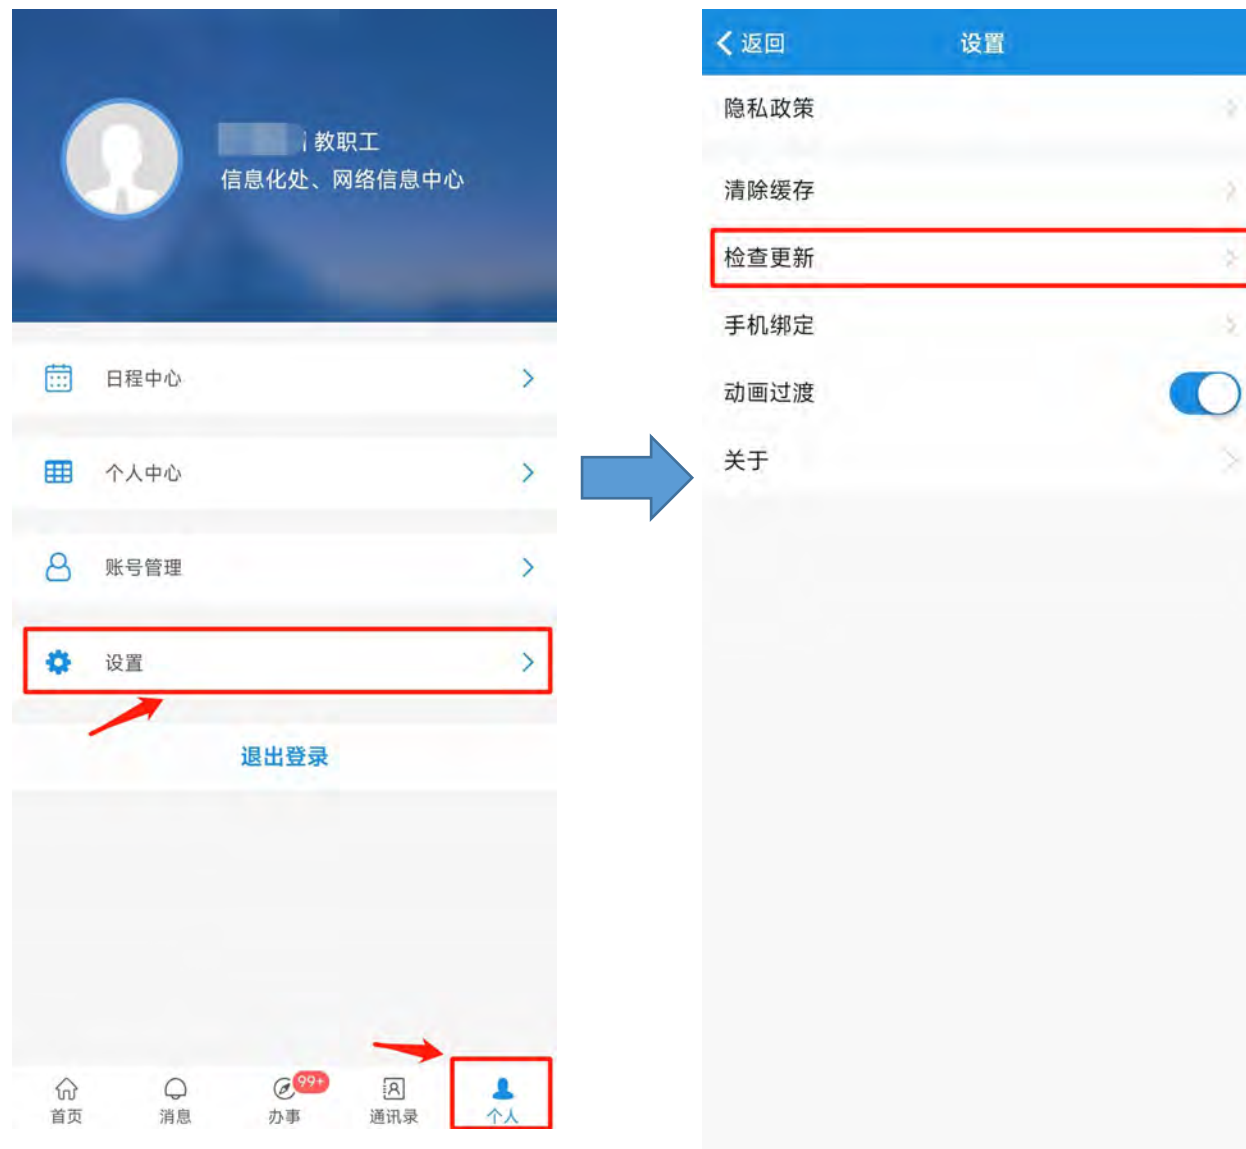 教职工
信息化处、网络信息中心
日程中心
个人中心
账号管理
设置
退出登录
首页
消息
99+
办事
通讯录
个人
返回
设置
隐私政策
清除缓存
检查更新
手机绑定
动画过渡
关于